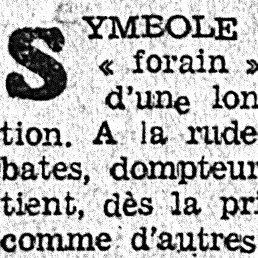 SYMBOLE
« forain »
d'une lon
tion. A la rude
bates, dompteur
tient, dès la pri
comme d'autres